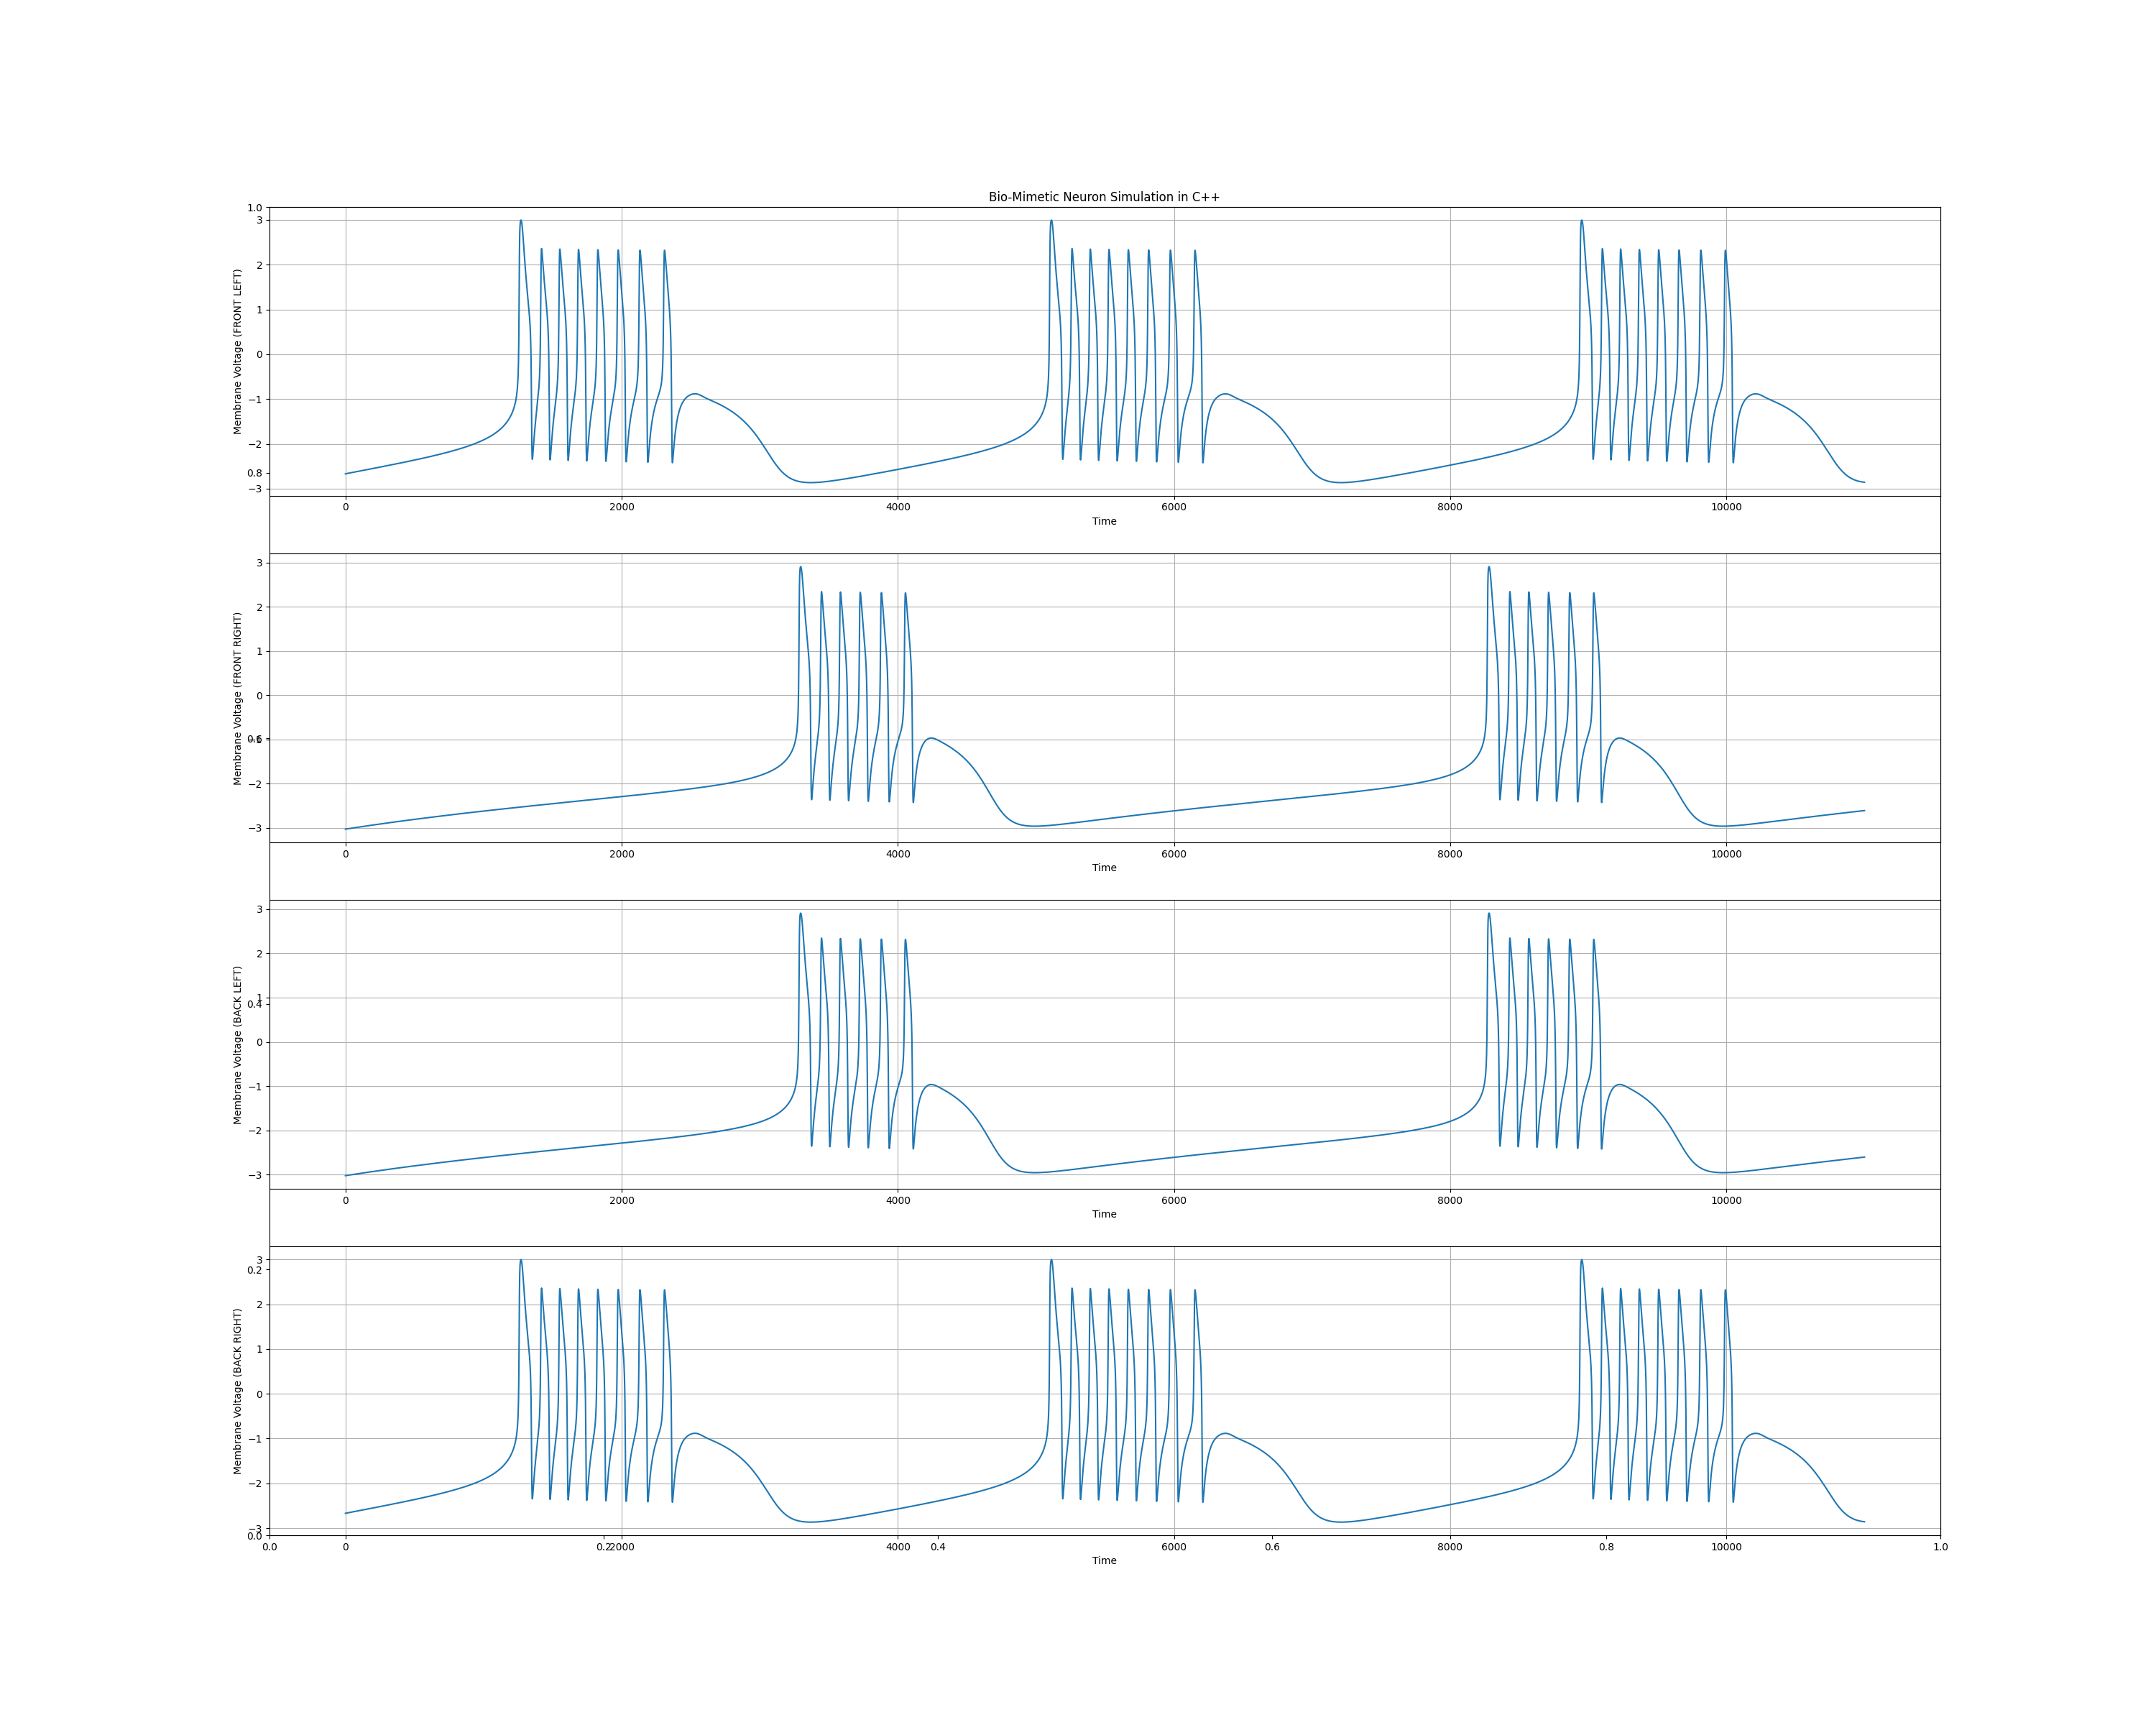 Bio-Mimetic Neuron Simulation in C++
1.0
3
2
1
0
−1
−2
0.8
−3
Membrane Voltage (FRONT LEFT)
0 2000 4000 6000 8000 10000
Time
3
2
1
0
−2
−3
Membrane Voltage (FRONT RIGHT)
0 2000 4000 6000 8000 10000
Time
3
2
1
0.4
0
−1
−2
−3
Membrane Voltage (BACK LEFT)
0 2000 4000 6000 8000 10000
Time
3
0.2
2
1
0
−1
−2
−3
0.0
Membrane Voltage (BACK RIGHT)
0.0 0 0.2 2000 4000 0.4 6000 0.6 8000 0.8 10000 1.0
Time